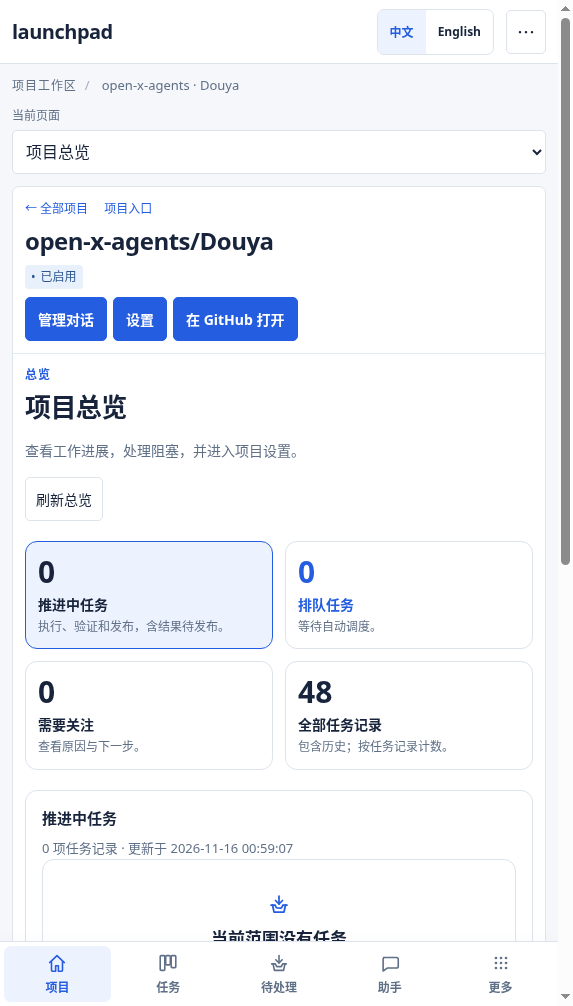 launchpad
中文
English
...
项目工作区 / open-x-agents · Douya
当前页面
项目总览
← 全部项目 项目入口
open-x-agents/Douya
• 已启用
管理对话
设置
在 GitHub 打开
总览
项目总览
查看工作进展，处理阻塞，并进入项目设置。
刷新总览
0
推进中任务
执行、验证和发布，含结果待发布。
0
排队任务
等待自动调度。
0
需要关注
查看原因与下一步。
48
全部任务记录
包含历史；按任务记录计数。
推进中任务
0 项任务记录 · 更新于 2026-11-16 00:59:07
当前范围没有任务
项目
任务
待处理
助手
更多